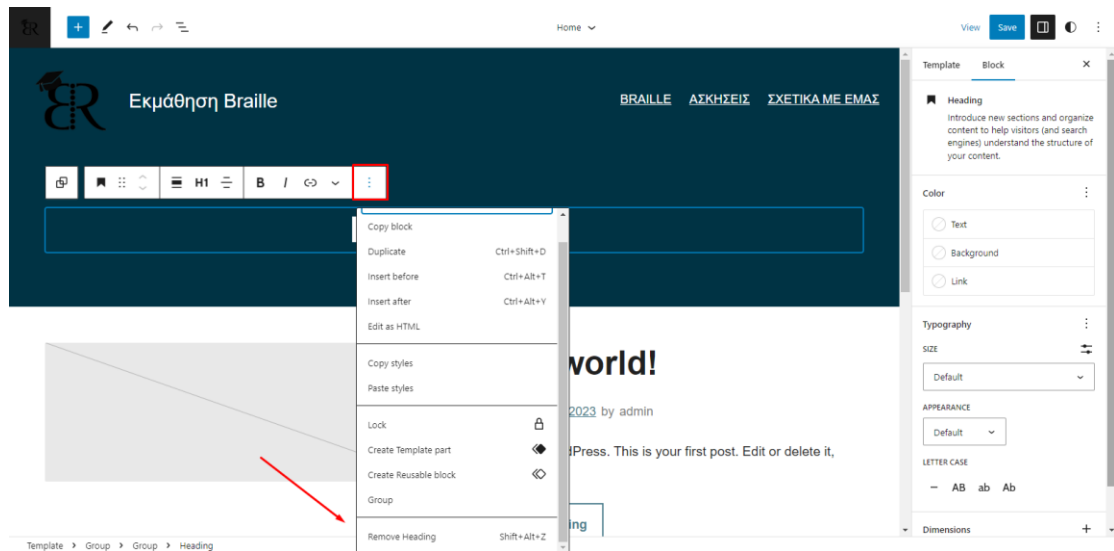 Home
View Save
Εκμάθηση Braille
BRAILLE ΑΣΚΗΣΕΙΣ ΣΧΕΤΙΚΑ ΜΕ ΕΜΑΣ
H1 B I
Copy block
Duplicate Ctrl+Shift+D
Insert before Ctrl+Alt+T
Insert after Ctrl+Alt+Y
Edit as HTML
Copy styles
Paste styles
Lock
Create Template part
Create Reusable block
Group
Remove Heading Shift+Alt+Z
world!
2023 by admin
Press. This is your first post. Edit or delete it,
ing
Template Block
Heading
Introduce new sections and organize
content to help visitors (and search
engines) understand the structure of
your content.
Color
Text
Background
Link
Typography
SIZE
Default
APPEARANCE
Default
LETTER CASE
– AB ab Ab
Dimensions +
Template > Group > Group > Heading